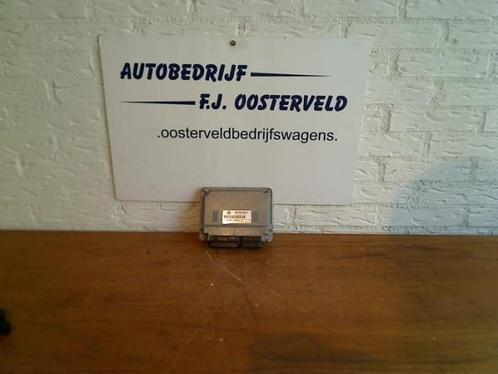 AUTOBEDRIJF
F.J. OOSTERVELD
.oosterveldbedrijfswagens.